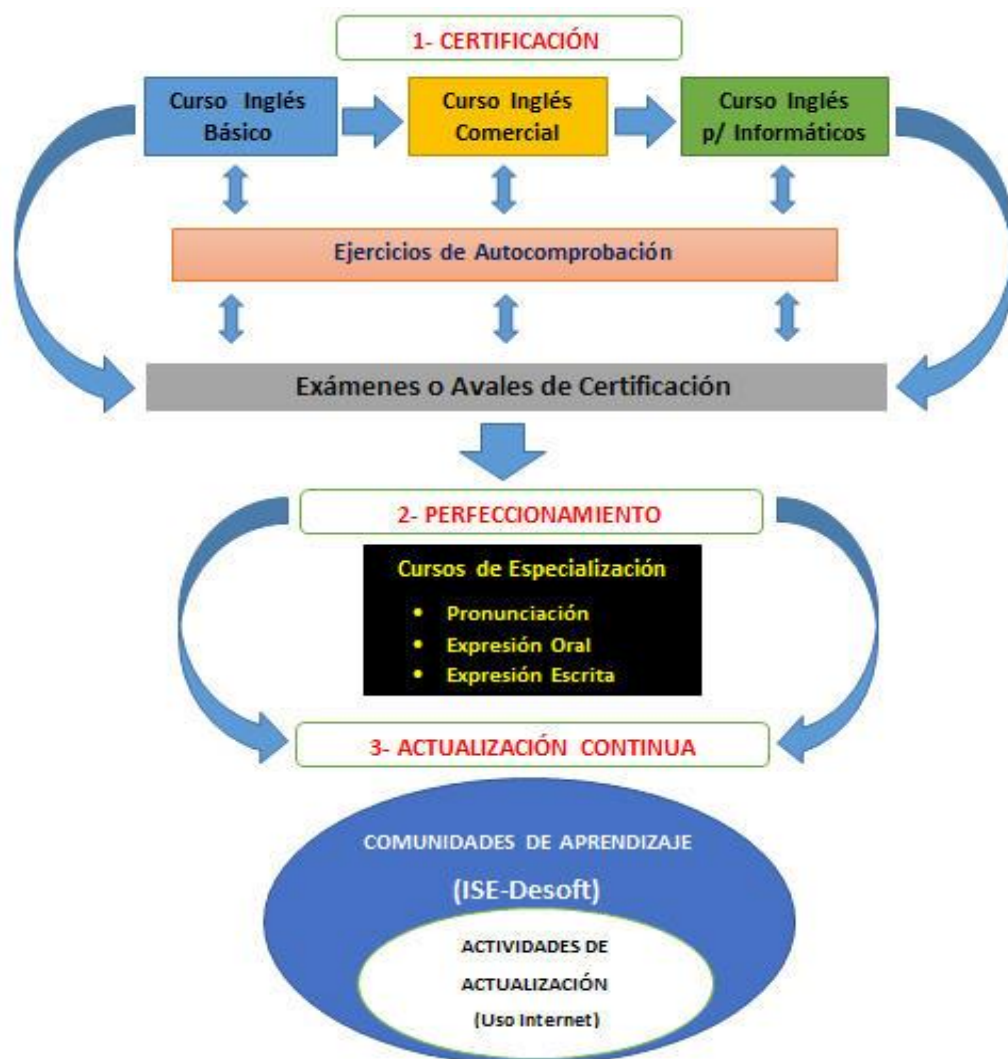 1- CERTIFICACIÓN
Curso Inglés
Básico
Curso Inglés
Comercial
Curso Inglés
p/ Informáticos
Ejercicios de Autocomprobación
Exámenes o Avales de Certificación
2- PERFECCIONAMIENTO
Cursos de Especialización
• Pronunciación
• Expresión Oral
• Expresión Escrita
3- ACTUALIZACIÓN CONTINUA
COMUNIDADES DE APRENDIZAJE
(ISE-Desoft)
ACTIVIDADES DE
ACTUALIZACIÓN
(Uso Internet)